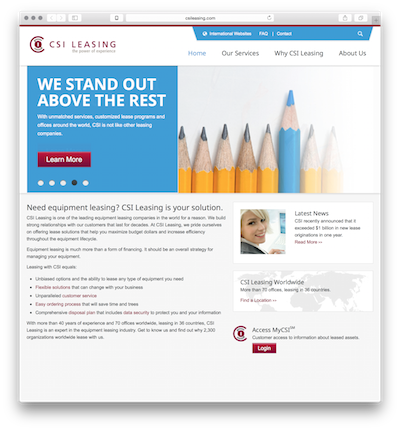 csileasing.com
CSI LEASING
the power of experience
International Websites FAQ | Contact
Home Our Services Why CSI Leasing About Us
WE STAND OUT
ABOVE THE REST
With unmatched services, customized lease programs and
offices around the world, CSI is not like other leasing
companies.
Learn More
Need equipment leasing? CSI Leasing is your solution.
CSI Leasing is one of the leading equipment leasing companies in the world for a reason. We build
strong relationships with our customers that last for decades. At CSI Leasing, we pride ourselves
on offering lease solutions that help you maximize budget dollars and increase efficiency
throughout the equipment lifecycle.
Equipment leasing is much more than a form of financing. It should be an overall strategy for
managing your equipment.
Leasing with CSI equals:
Unbiased options and the ability to lease any type of equipment you need
Flexible solutions that can change with your business
Unparalleled customer service
Easy ordering process that will save time and trees
Comprehensive disposal plan that includes data security to protect you and your information
With more than 40 years of experience and 70 offices worldwide, leasing in 36 countries, CSI
Leasing is an expert in the equipment leasing industry. Get to know us and find out why 2,300
organizations worldwide lease with us.
Latest News
CSI recently announced that it
exceeded $1 billion in new lease
originations in one year.
Read More >>
CSI Leasing Worldwide
More than 70 offices, leasing in 36 countries.
Find a Location >>
Access MyCSI℠
Customer access to information about leased assets.
Login